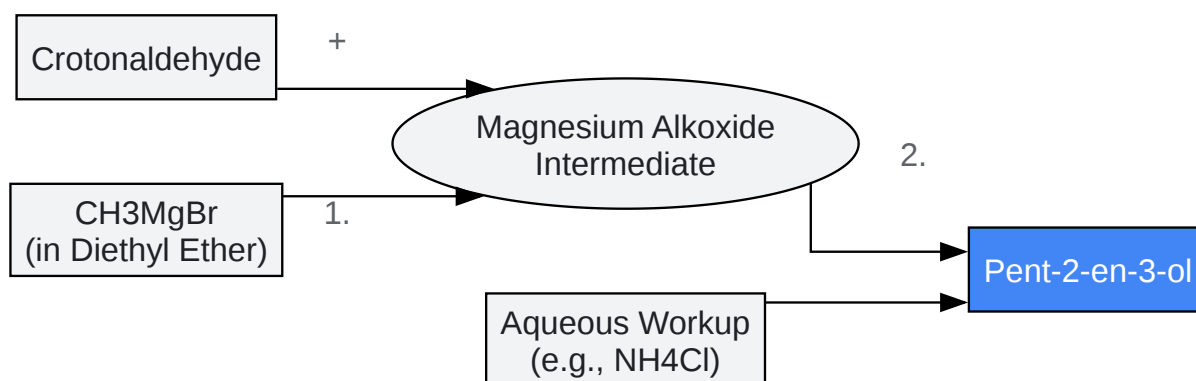 Crotonaldehyde
+
Magnesium Alkoxide
Intermediate
2.
CH3MgBr
(in Diethyl Ether)
1.
Pent-2-en-3-ol
Aqueous Workup
(e.g., NH4Cl)